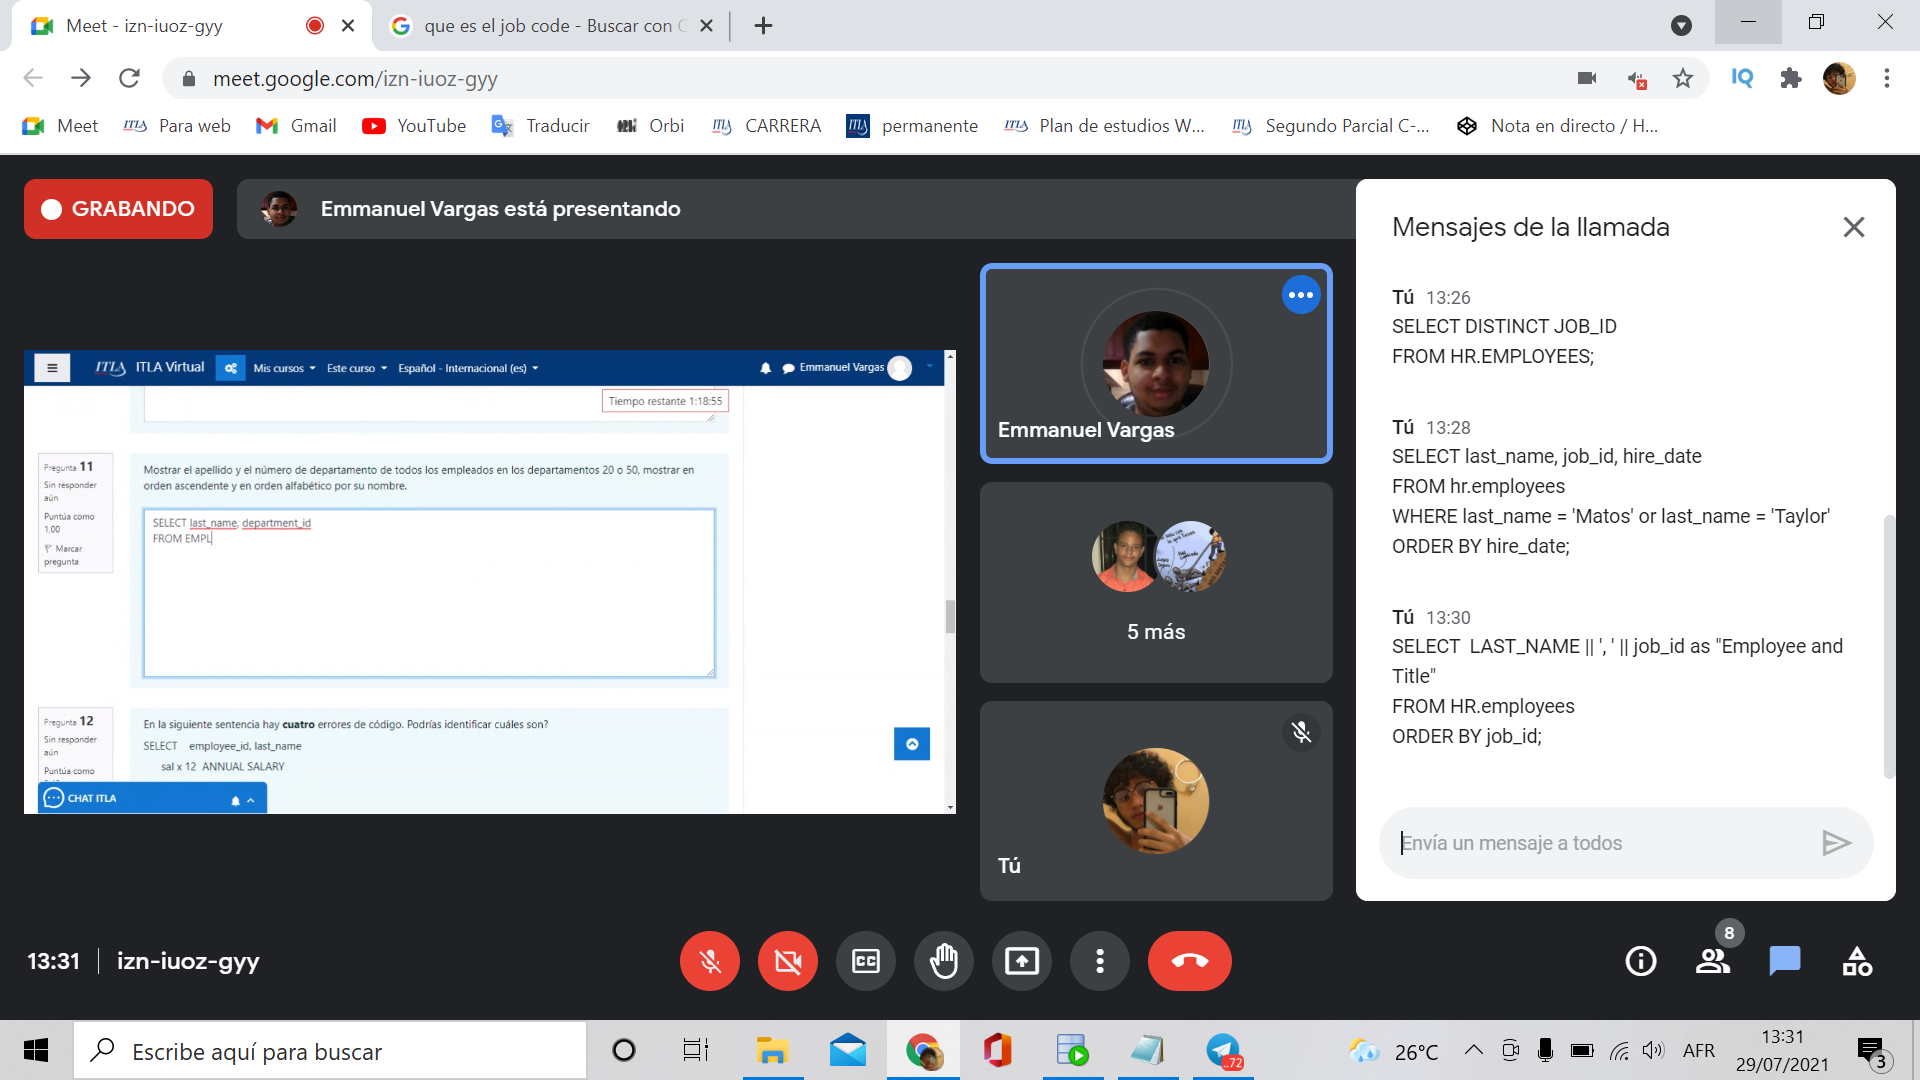 Meet - izn-iuoz-gyy
que es el job code - Buscar con G
meet.google.com/izn-iuoz-gyy
IQ
Meet
ITLA Para web
Gmail
YouTube
Traducir
Orbi
CARRERA
ITLA permanente
ITLA Plan de estudios W...
Segundo Parcial C-...
Nota en directo / H...
GRABANDO
Emmanuel Vargas está presentando
ITLA ITLA Virtual
Mis cursos
Este curso
Español - Internacional (es)
Emmanuel Vargas
Tiempo restante 1:18:55
Pregunta 11
Sin responder
aún
Puntúa como
1,00
Marcar
pregunta
Mostrar el apellido y el número de departamento de todos los empleados en los departamentos 20 o 50, mostrar en
orden ascendente y en orden alfabético por su nombre.
SELECT last_name, department_id
FROM EMPL
Pregunta 12
Sin responder
aún
Puntúa como
En la siguiente sentencia hay cuatro errores de código. Podrías identificar cuáles son?
SELECT employee_id, last_name
sal x 12 ANNUAL SALARY
CHAT ITLA
Emmanuel Vargas
5 más
Tú
Mensajes de la llamada
Tú 13:26
SELECT DISTINCT JOB_ID
FROM HR.EMPLOYEES;
Tú 13:28
SELECT last_name, job_id, hire_date
FROM hr.employees
WHERE last_name = 'Matos' or last_name = 'Taylor'
ORDER BY hire_date;
Tú 13:30
SELECT LAST_NAME || ', ' || job_id as "Employee and
Title"
FROM HR.employees
ORDER BY job_id;
Envía un mensaje a todos
13:31 | izn-iuoz-gyy
CC
8
Escribe aquí para buscar
..72
26°C
AFR
13:31
29/07/2021
3